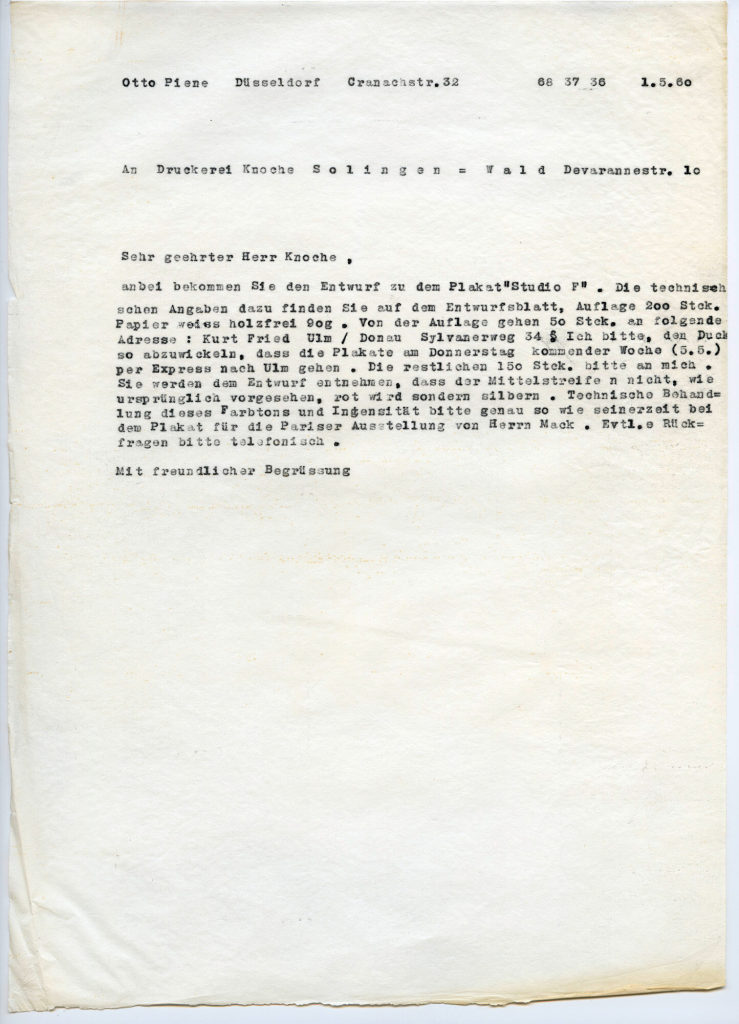 Otto Piene Düsseldorf Cranachstr.32 68 37 36 1.5.60
An Druckerei Knoche S o l i n g e n = W a l d Devarannestr. 1o
Sehr geehrter Herr Knoche ,
anbei bekommen Sie den Entwurf zu dem Plakat"Studio F" . Die technisch
schen Angaben dazu finden Sie auf dem Entwurfsblatt, Auflage 2oo Stck.
Papier weiss holzfrei 9og . Von der Auflage gehen 5o Stck. an folgende
Adresse : Kurt Fried Ulm / Donau Sylvanerweg 34 Ich bitte, den Duck
so abzuwickeln, dass die Plakate am Donnerstag kommender Woche (5.5.)
per Express nach Ulm gehen . Die restlichen 15o Stck. bitte an mich .
Sie werden dem Entwurf entnehmen, dass der Mittelstreife n nicht, wie
ursprünglich vorgesehen, rot wird sondern silbern . Technische Behand=
lung dieses Farbtons und Intensität bitte genau so wie seinerzeit bei
dem Plakat für die Pariser Ausstellung von Herrn Mack . Evtl.e Rück=
fragen bitte telefonisch .
Mit freundlicher Begrüssung